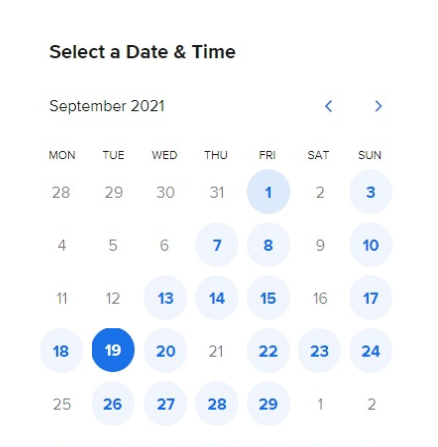 Select a Date & Time
September 2021
MON TUE WED THU FRI SAT SUN
28 29 30 31 1 2 3
4 5 6 7 8 9 10
11 12 13 14 15 16 17
18 19 20 21 22 23 24
25 26 27 28 29 1 2